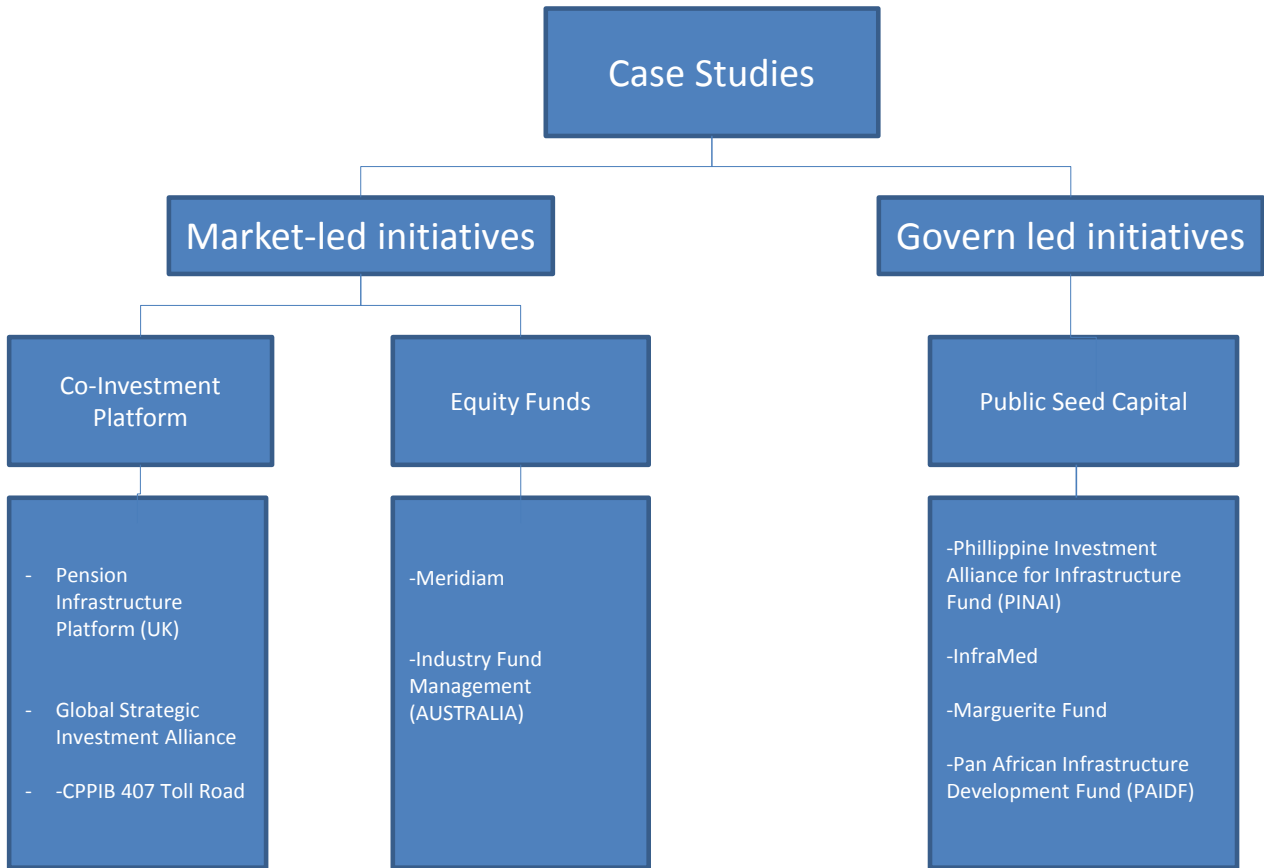 Case Studies
Market-led initiatives
Govern led initiatives
Co-Investment
Platform
Equity Funds
Public Seed Capital
- Pension
Infrastructure
Platform (UK)
- Global Strategic
Investment Alliance
- -CPPIB 407 Toll Road
-Meridiam
-Industry Fund
Management
(AUSTRALIA)
-Phillippine Investment
Alliance for Infrastructure
Fund (PINAI)
-InfraMed
-Marguerite Fund
-Pan African Infrastructure
Development Fund (PAIDF)